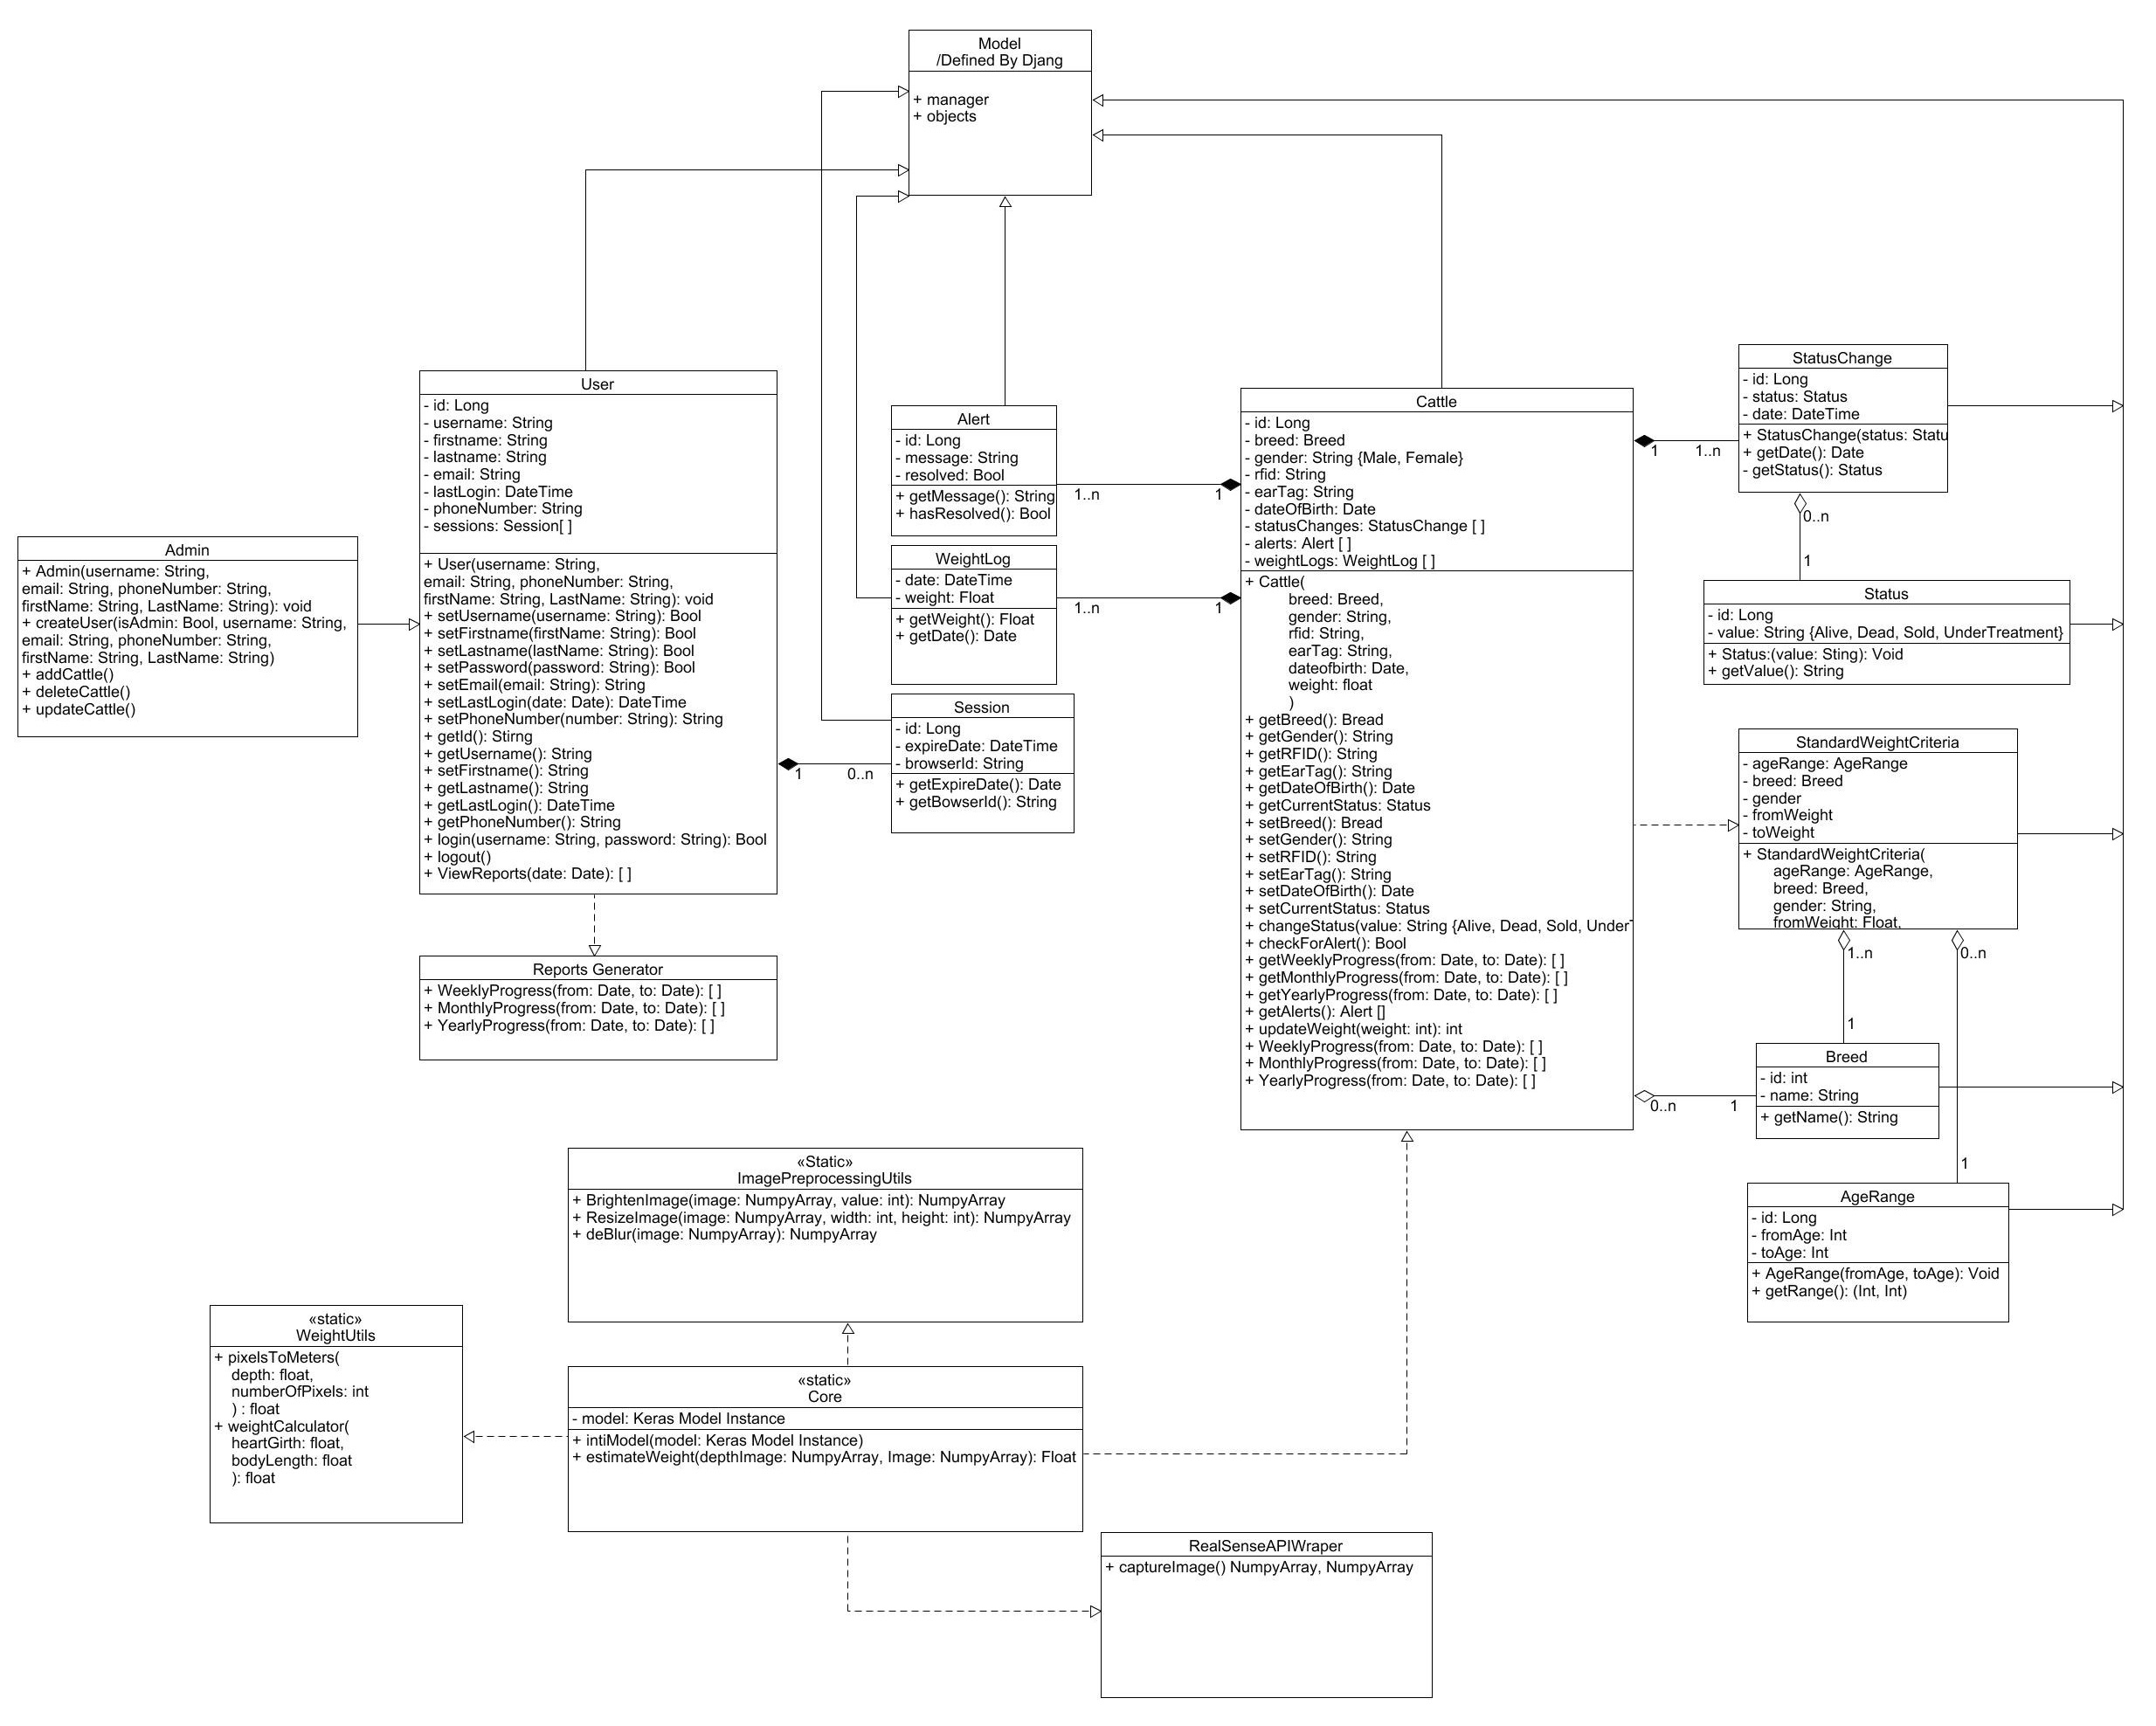 Model
/Defined By Djang
+ manager
+ objects
User
- id: Long
- username: String
- firstname: String
- lastname: String
- email: String
- lastLogin: DateTime
- phoneNumber: String
- sessions: Session[ ]
+ User(username: String,
email: String, phoneNumber: String,
firstName: String, LastName: String): void
+ setUsername(username: String): Bool
+ setFirstname(firstName: String): Bool
+ setLastname(lastName: String): Bool
+ setPassword(password: String): Bool
+ setEmail(email: String): String
+ setLastLogin(date: Date): DateTime
+ setPhoneNumber(number: String): String
+ getId(): Stirng
+ getUsername(): String
+ setFirstname(): String
+ getLastname(): String
+ getLastLogin(): DateTime
+ getPhoneNumber(): String
+ login(username: String, password: String): Bool
+ logout()
+ ViewReports(date: Date): [ ]
Admin
+ Admin(username: String,
email: String, phoneNumber: String,
firstName: String, LastName: String): void
+ createUser(isAdmin: Bool, username: String,
email: String, phoneNumber: String,
firstName: String, LastName: String)
+ addCattle()
+ deleteCattle()
+ updateCattle()
Reports Generator
+ WeeklyProgress(from: Date, to: Date): [ ]
+ MonthlyProgress(from: Date, to: Date): [ ]
+ YearlyProgress(from: Date, to: Date): [ ]
Alert
- id: Long
- message: String
- resolved: Bool
+ getMessage(): String
+ hasResolved(): Bool
1..n
1
WeightLog
- date: DateTime
- weight: Float
+ getWeight(): Float
+ getDate(): Date
1..n
1
Session
- id: Long
- expireDate: DateTime
- browserId: String
+ getExpireDate(): Date
+ getBowserId(): String
1
0..n
Cattle
- id: Long
- breed: Breed
- gender: String {Male, Female}
- rfid: String
- earTag: String
- dateOfBirth: Date
- statusChanges: StatusChange [ ]
- alerts: Alert [ ]
- weightLogs: WeightLog [ ]
+ Cattle(
breed: Breed,
gender: String,
rfid: String,
earTag: String,
dateofbirth: Date,
weight: float
)
+ getBreed(): Bread
+ getGender(): String
+ getRFID(): String
+ getEarTag(): String
+ getDateOfBirth(): Date
+ getCurrentStatus: Status
+ setBreed(): Bread
+ setGender(): String
+ setRFID(): String
+ setEarTag(): String
+ setDateOfBirth(): Date
+ setCurrentStatus: Status
+ changeStatus(value: String {Alive, Dead, Sold, Under
+ checkForAlert(): Bool
+ getWeeklyProgress(from: Date, to: Date): [ ]
+ getMonthlyProgress(from: Date, to: Date): [ ]
+ getYearlyProgress(from: Date, to: Date): [ ]
+ getAlerts(): Alert []
+ updateWeight(weight: int): int
+ WeeklyProgress(from: Date, to: Date): [ ]
+ MonthlyProgress(from: Date, to: Date): [ ]
+ YearlyProgress(from: Date, to: Date): [ ]
StatusChange
- id: Long
- status: Status
- date: DateTime
+ StatusChange(status: Statu
+ getDate(): Date
- getStatus(): Status
1
1..n
0..n
1
Status
- id: Long
- value: String {Alive, Dead, Sold, UnderTreatment}
+ Status:(value: Sting): Void
+ getValue(): String
StandardWeightCriteria
- ageRange: AgeRange
- breed: Breed
- gender
- fromWeight
- toWeight
+ StandardWeightCriteria(
ageRange: AgeRange,
breed: Breed,
gender: String,
fromWeight: Float,
1..n
0..n
1
Breed
- id: int
- name: String
+ getName(): String
0..n
1
1
AgeRange
- id: Long
- fromAge: Int
- toAge: Int
+ AgeRange(fromAge, toAge): Void
+ getRange(): (Int, Int)
«Static»
ImagePreprocessingUtils
+ BrightenImage(image: NumpyArray, value: int): NumpyArray
+ ResizeImage(image: NumpyArray, width: int, height: int): NumpyArray
+ deBlur(image: NumpyArray): NumpyArray
«static»
WeightUtils
+ pixelsToMeters(
depth: float,
numberOfPixels: int
) : float
+ weightCalculator(
heartGirth: float,
bodyLength: float
): float
«static»
Core
- model: Keras Model Instance
+ intiModel(model: Keras Model Instance)
+ estimateWeight(depthImage: NumpyArray, Image: NumpyArray): Float
RealSenseAPIWraper
+ captureImage() NumpyArray, NumpyArray